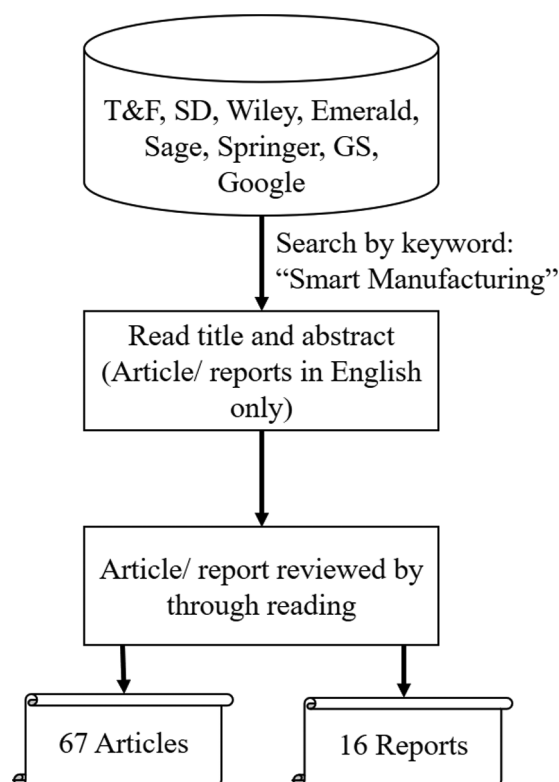 T&F, SD, Wiley, Emerald,
Sage, Springer, GS,
Google
Search by keyword:
“Smart Manufacturing”
Read title and abstract
(Article/ reports in English
only)
Article/ report reviewed by
through reading
67 Articles
16 Reports